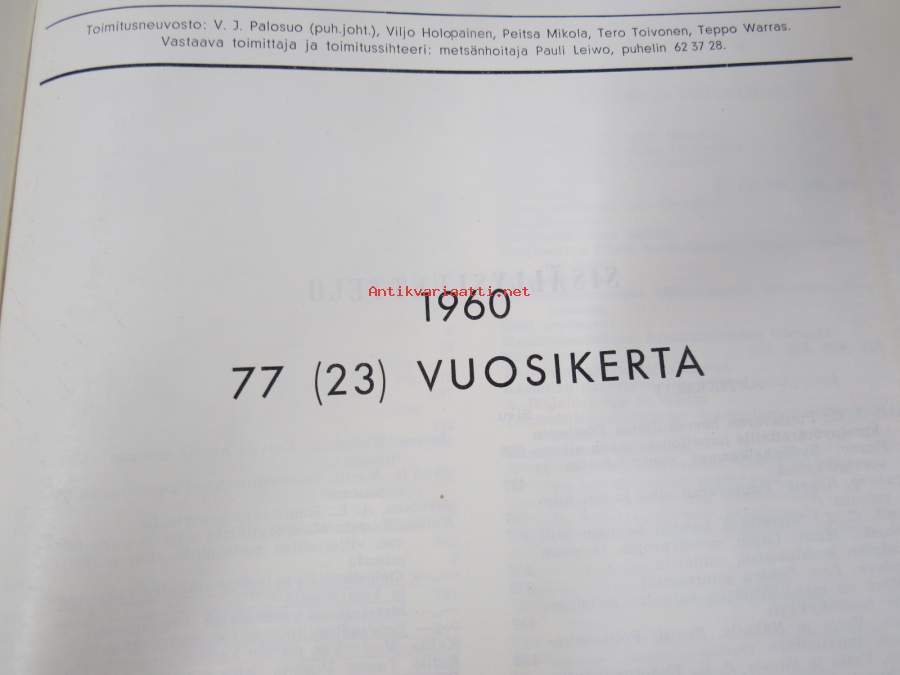 Toimitusneuvosto: V. J. Palosuo (puh.joht.), Viljo Holopainen, Peitsa Mikola, Tero Toivonen, Teppo Warras.
Vastaava toimittaja ja toimitussihteeri: metsänhoitaja Pauli Leiwo, puhelin 62 37 28.
Antikvariaatti.net
1960
77 (23) VUOSIKERTA